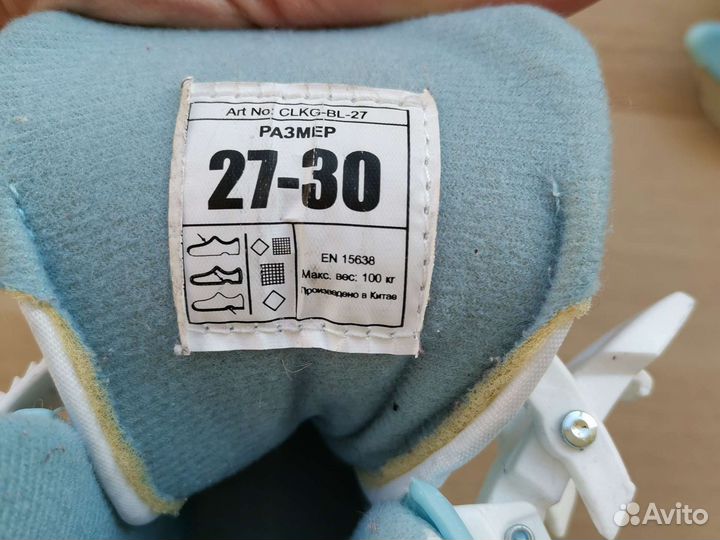 Art No: CLKG-BL-27
РАЗМЕР
27-30
EN 15638
Макс. вес: 100 кг
Произведено в Китае
Avito